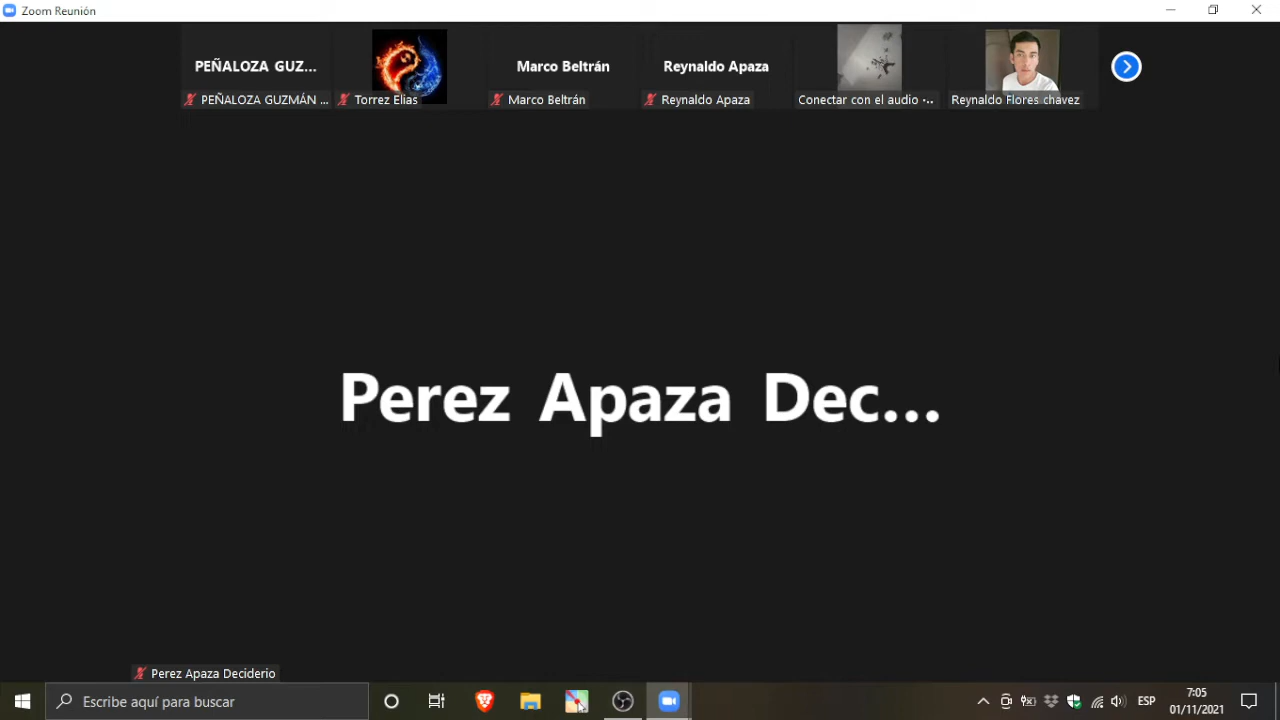 Zoom Reunión
PEÑALOZA GUZ...
Marco Beltrán
Reynaldo Apaza
PEÑALOZA GUZMÁN ...
Torrez Elias
Marco Beltrán
Reynaldo Apaza
Conectar con el audio ·..
Reynaldo Flores chavez
Perez Apaza Dec...
Perez Apaza Deciderio
Escribe aquí para buscar
ESP
7:05
01/11/2021